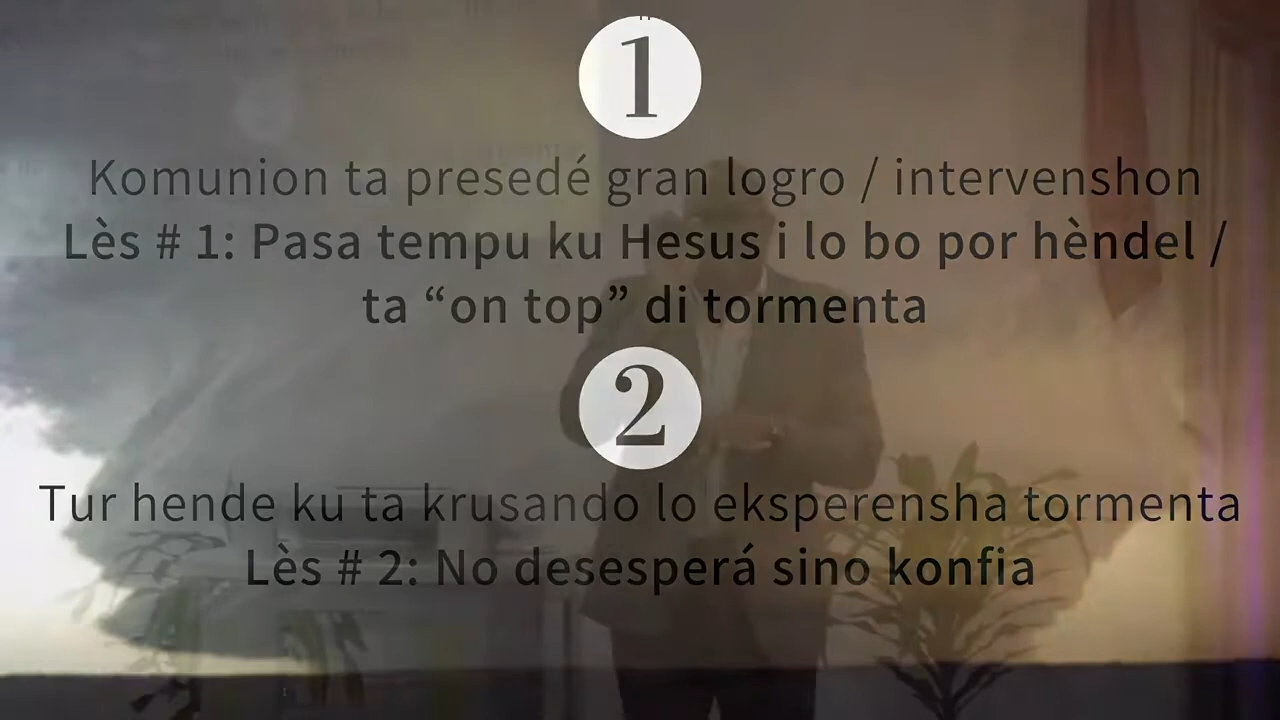 1
Komunion ta presedé gran logro / intervenshon
Lès # 1: Pasa tempu ku Hesus i lo bo por hèndel /
ta “on top” di tormenta
2
Tur hende ku ta krusando lo eksperensha tormenta
Lès # 2: No desesperá sino konfia